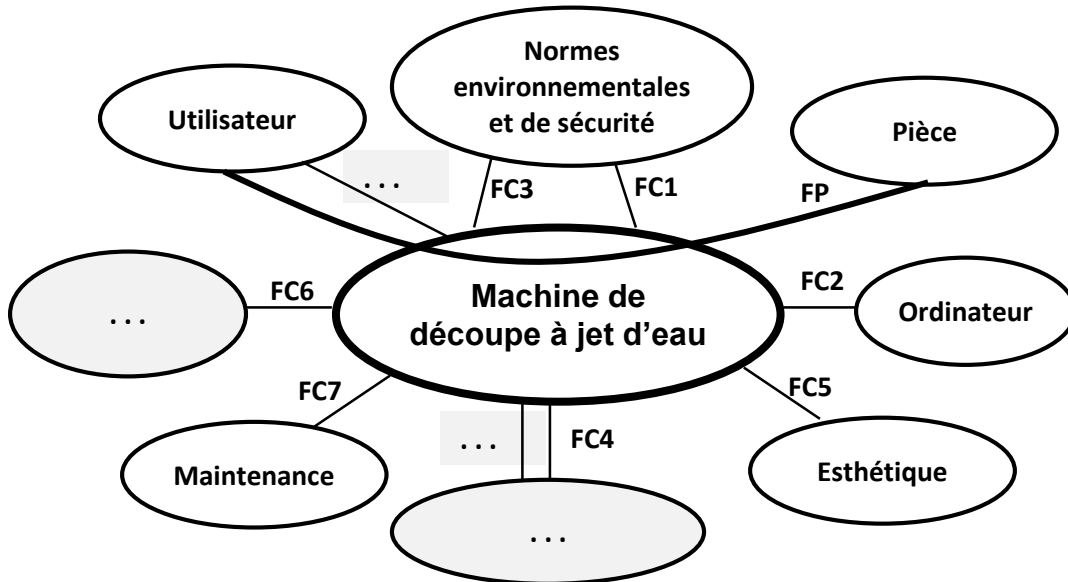 Normes
environnementales
et de sécurité
Utilisateur
Pièce
. . .
FC3
FC1
FP
FC6
. . .
Machine de
découpe à jet d’eau
FC2
Ordinateur
FC7
FC5
Maintenance
. . .
FC4
Esthétique
. . .